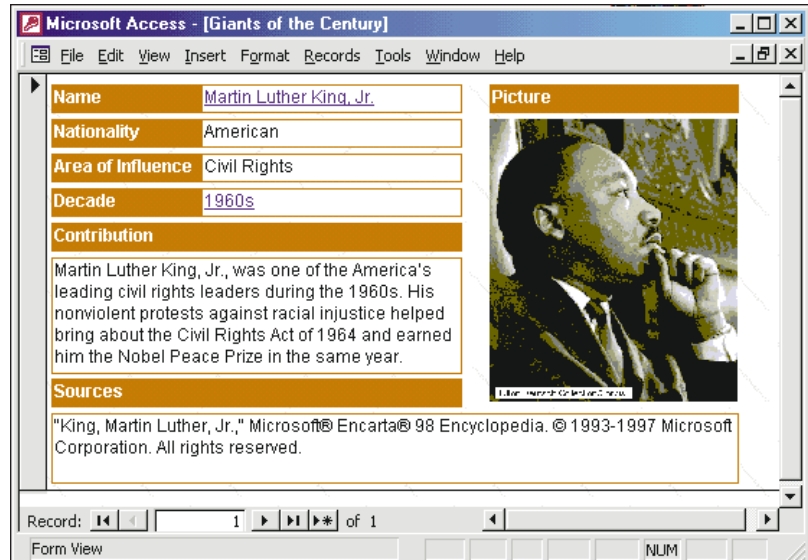 Microsoft Access - [Giants of the Century]
File Edit View Insert Format Records Tools Window Help
Name Martin Luther King, Jr.
Picture
Nationality American
Area of Influence Civil Rights
Decade 1960s
Contribution
Martin Luther King, Jr., was one of the America's
leading civil rights leaders during the 1960s. His
nonviolent protests against racial injustice helped
bring about the Civil Rights Act of 1964 and earned
him the Nobel Peace Prize in the same year.
Sources
"King, Martin Luther, Jr.," Microsoft® Encarta® 98 Encyclopedia. © 1993-1997 Microsoft
Corporation. All rights reserved.
Record: 1 of 1
Form View NUM